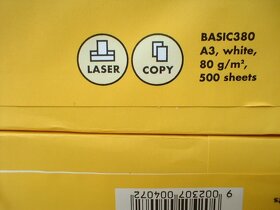 BASIC380
A3, white,
80 g/m²,
500 sheets
LASER
COPY
9 002307 004072